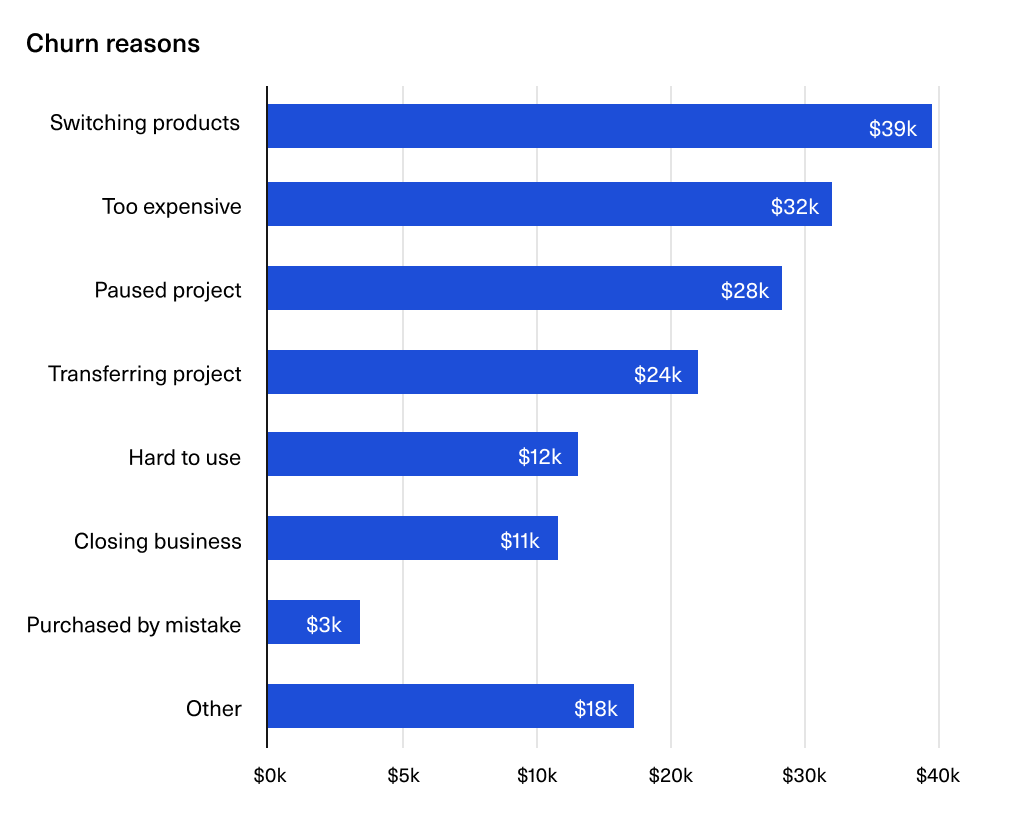 Churn reasons
Switching products
$39k
Too expensive
$32k
Paused project
$28k
Transferring project
$24k
Hard to use
$12k
Closing business
$11k
Purchased by mistake
$3k
Other
$18k
$0k $5k $10k $20k $30k $40k